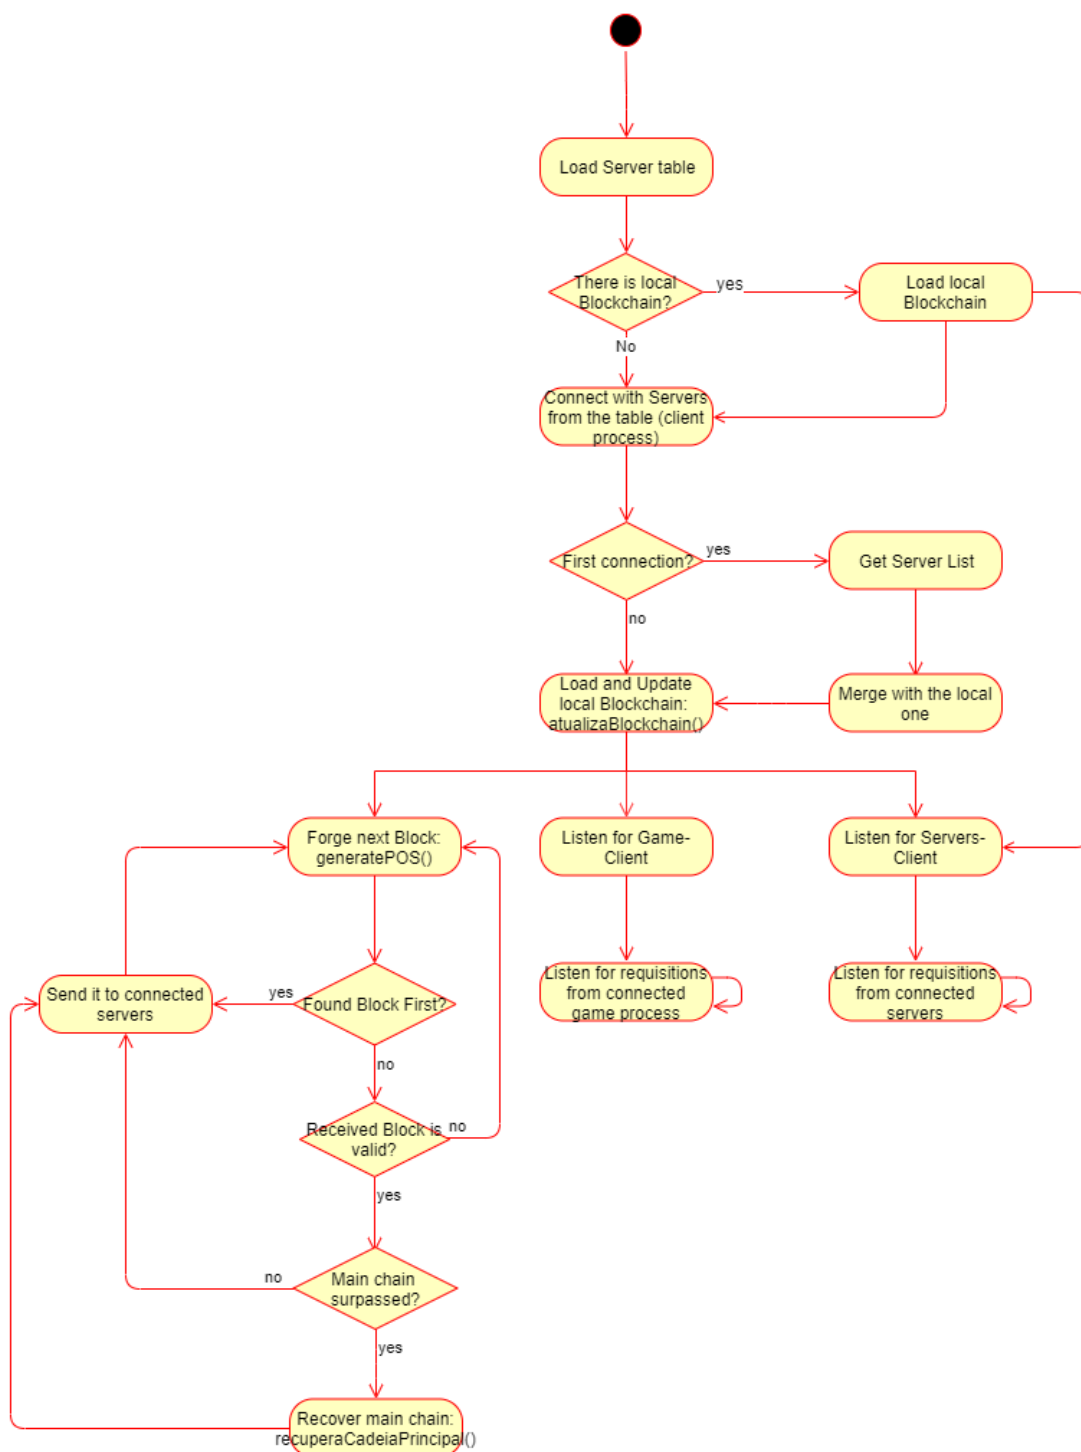 Load Server table
There is local
Blockchain?
yes
Load local
Blockchain
No
Connect with Servers
from the table (client
process)
First connection?
yes
Get Server List
no
Load and Update
local Blockchain:
atualizaBlockchain()
Merge with the local
one
Forge next Block:
generatePOS()
Listen for Game-
Client
Listen for Servers-
Client
Send it to connected
servers
yes
Found Block First?
Listen for requisitions
from connected
game process
Listen for requisitions
from connected
servers
no
Received Block is
valid?
no
yes
no
Main chain
surpassed?
yes
Recover main chain:
recuperaCadeiaPrincipal()